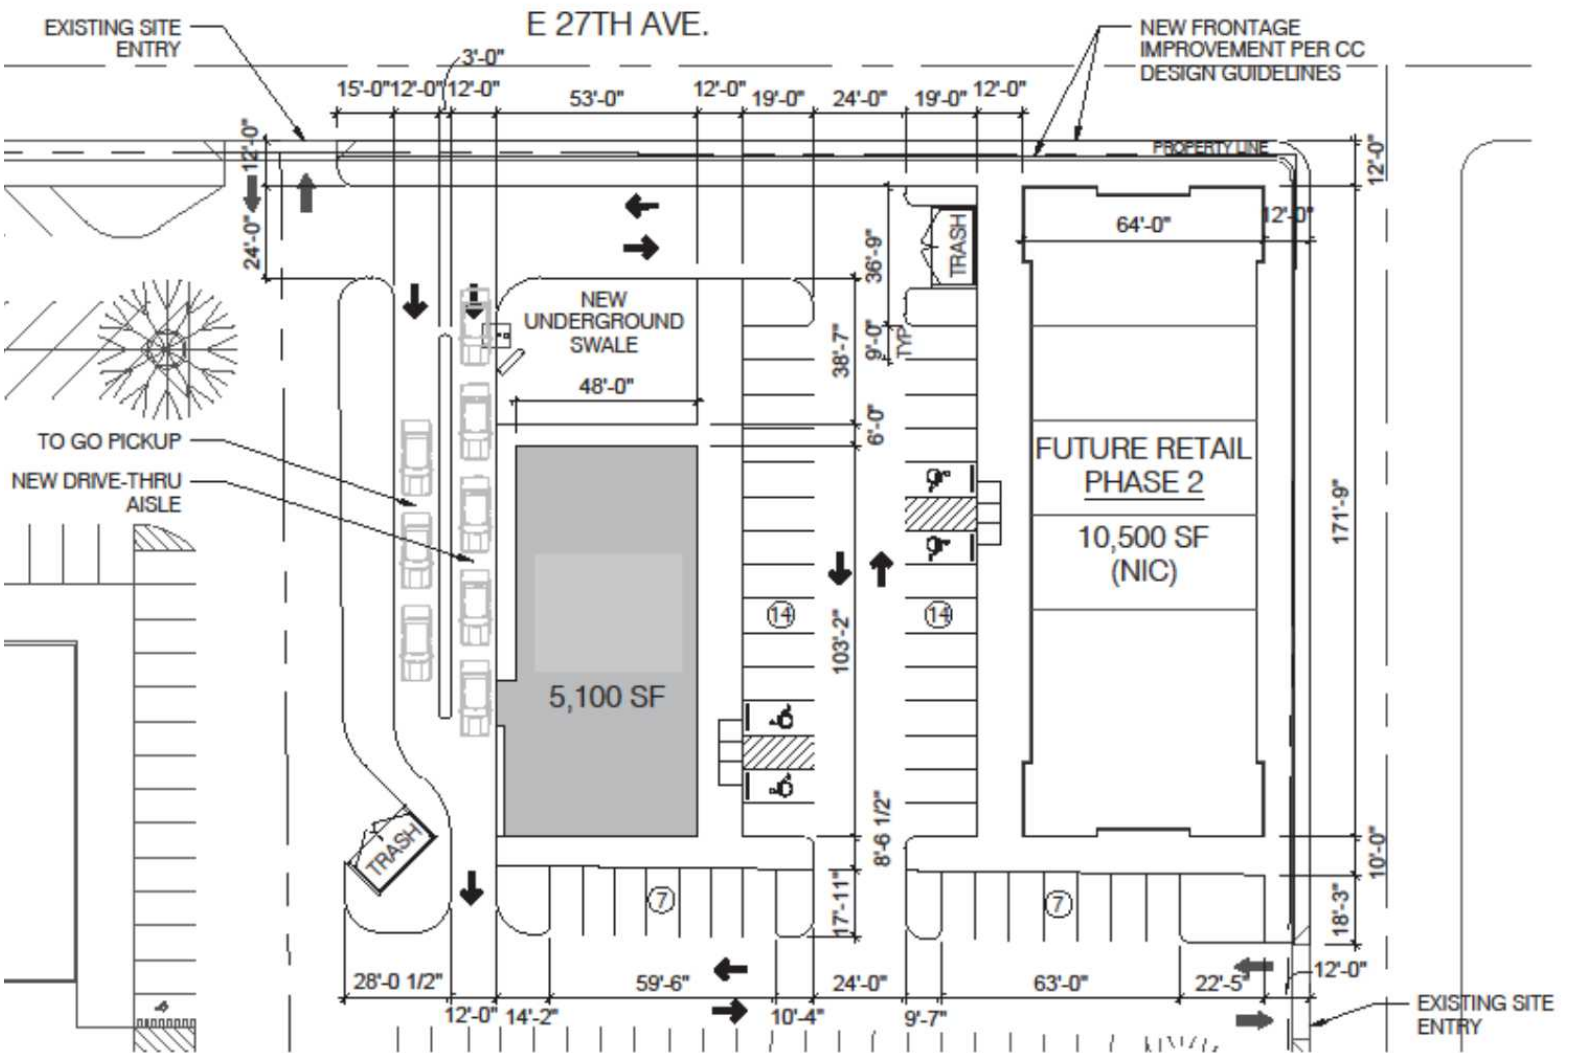 E 27TH AVE.
EXISTING SITE
ENTRY
NEW FRONTAGE
IMPROVEMENT PER CC
DESIGN GUIDELINES
3'-0"
15'-0"
12'-0"
12'-0"
53'-0"
12'-0"
19'-0"
24'-0"
19'-0"
12'-0"
12'-0"
PROPERTY LINE
12'-0"
24'-0"
36'-9"
TRASH
64'-0"
12'-0"
NEW
UNDERGROUND
SWALE
38'-7"
9'-0"
TYP.
48'-0"
6'-0"
TO GO PICKUP
NEW DRIVE-THRU
AISLE
FUTURE RETAIL
PHASE 2
10,500 SF
(NIC)
171'-9"
14
14
103'-2"
5,100 SF
TRASH
8'-6 1/2"
10'-0"
7
7
17'-11"
18'-3"
28'-0 1/2"
59'-6"
24'-0"
63'-0"
22'-5"
12'-0"
12'-0"
14'-2"
10'-4"
9'-7"
EXISTING SITE
ENTRY